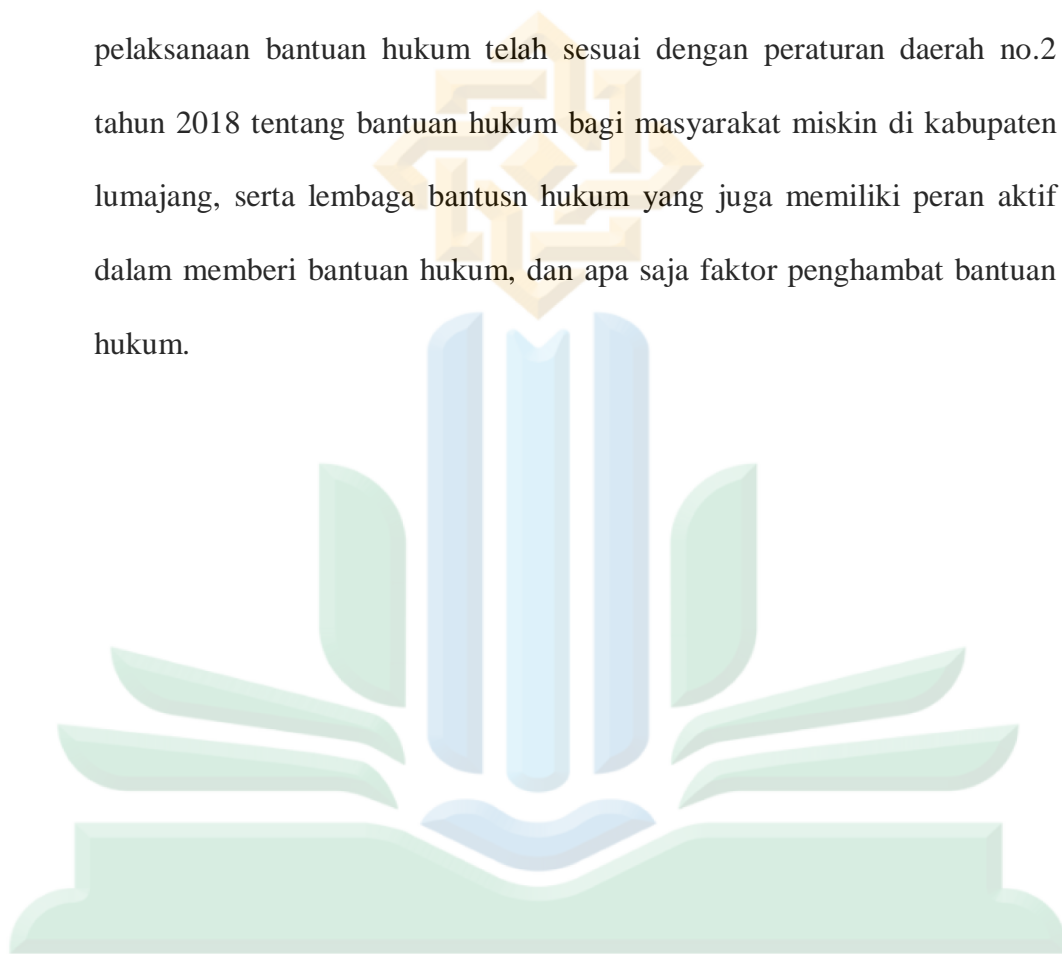 pelaksanaan bantuan hukum telah sesuai dengan peraturan daerah no.2
tahun 2018 tentang bantuan hukum bagi masyarakat miskin di kabupaten
lumajang, serta lembaga bantusn hukum yang juga memiliki peran aktif
dalam memberi bantuan hukum, dan apa saja faktor penghambat bantuan
hukum.